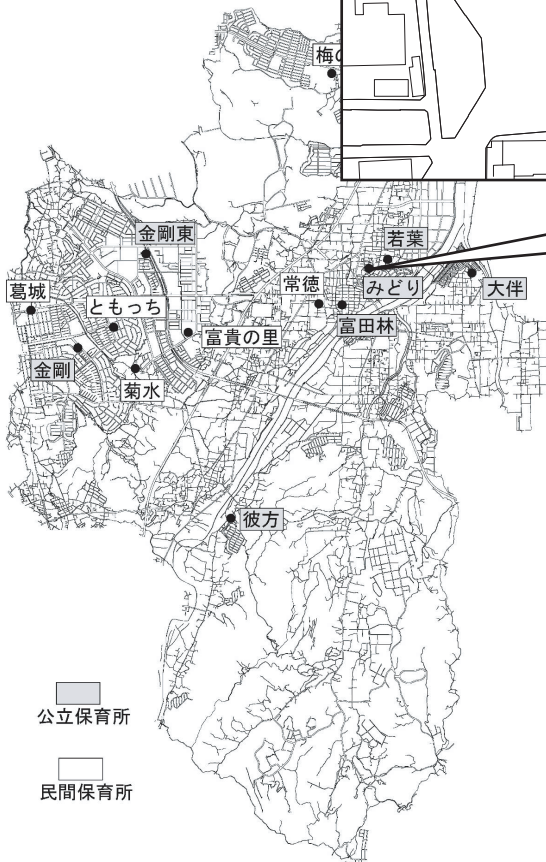 梅の
金剛東
若葉
葛城
ともっち
常徳
みどり
大伴
富貴の里
富田林
金剛
菊水
彼方
公立保育所
民間保育所